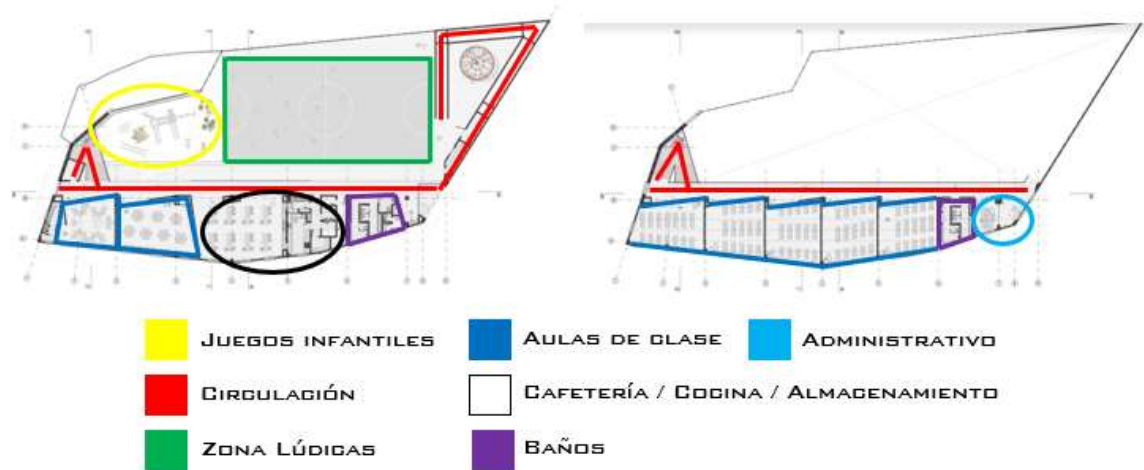 JUEGOS INFANTILES
AULAS DE CLASE
ADMINISTRATIVO
CIRCULACIÓN
CAFETERÍA / COCINA / ALMACENAMIENTO
ZONA LÚDICAS
BAÑOS